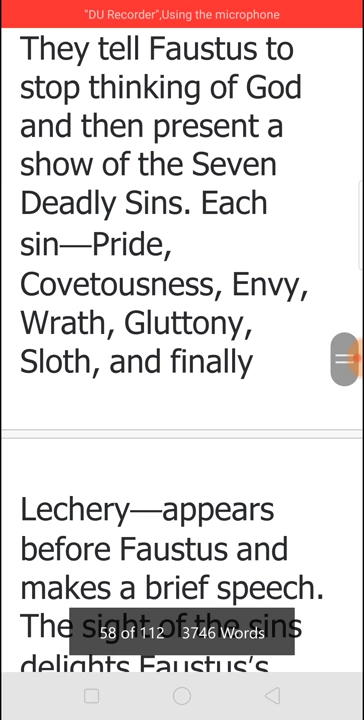 "DU Recorder",Using the microphone
They tell Faustus to
stop thinking of God
and then present a
show of the Seven
Deadly Sins. Each
sin—Pride,
Covetousness, Envy,
Wrath, Gluttony,
Sloth, and finally
Lechery—appears
before Faustus and
makes a brief speech.
The sight of the sins
58 of 112 3746 Words
delights Faustus's